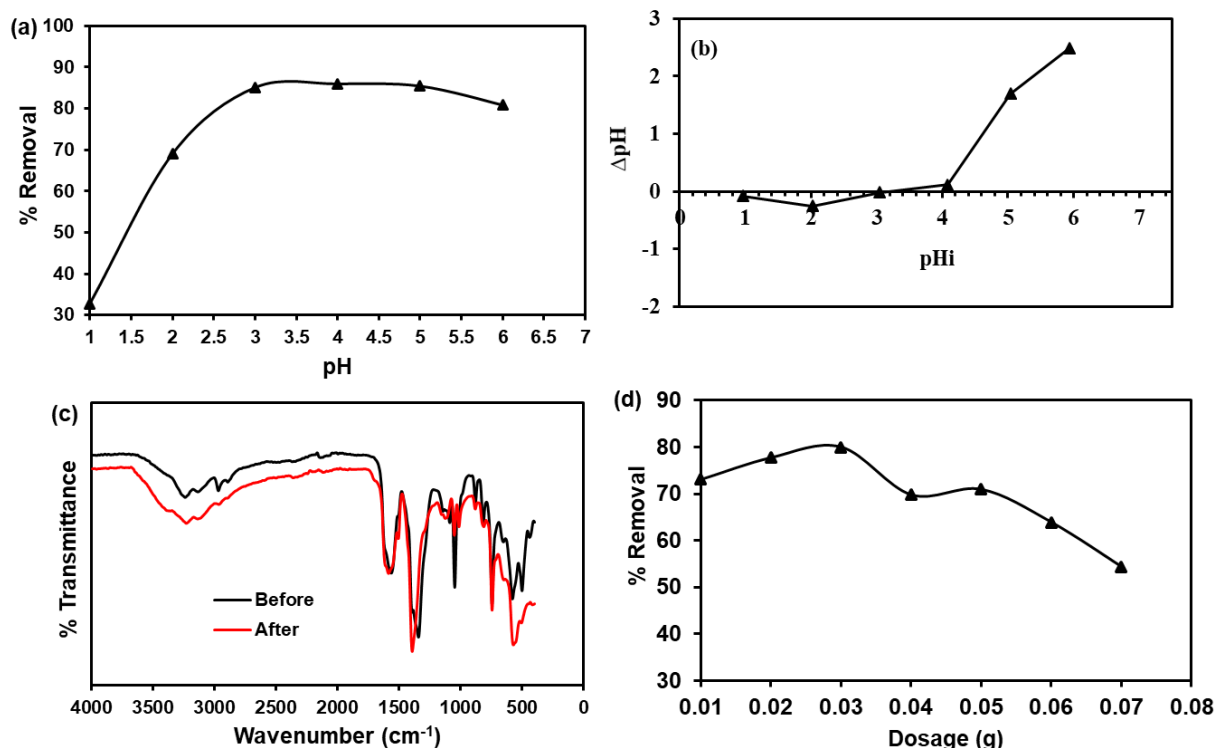 (a)
100
90
80
70
60
50
40
30
% Removal
1 1.5 2 2.5 3 3.5 4 4.5 5 5.5 6 6.5 7
pH
(b)
3
2
1
0
-1
-2
ΔpH
0 1 2 3 4 5 6 7
pHi
(c)
% Transmittance
Before
After
4000 3500 3000 2500 2000 1500 1000 500 0
Wavenumber (cm⁻¹)
(d)
90
80
70
60
50
40
30
% Removal
0.01 0.02 0.03 0.04 0.05 0.06 0.07 0.08
Dosage (g)